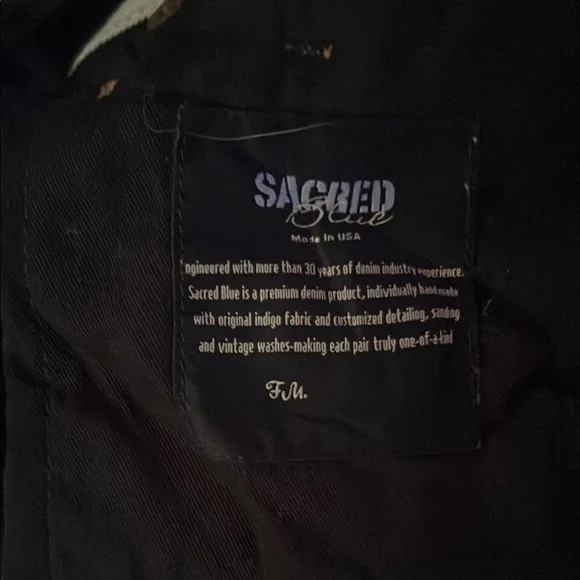 SACRED
Blue
Made In USA
Engineered with more than 30 years of denim industry experience.
Sacred Blue is a premium denim product, individually handmade
with original indigo fabric and customized detailing, sanding
and vintage washes-making each pair truly one-of-a-kind
F.M.